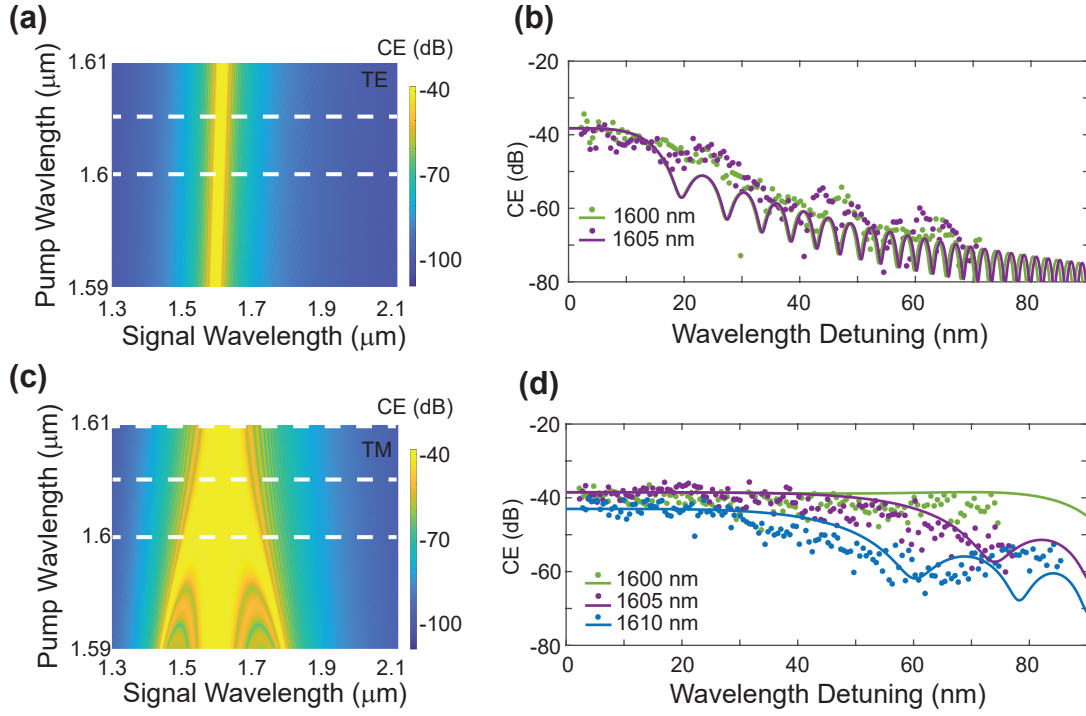 (a)
CE (dB)
TE
1.61
1.6
1.59
Pump Wavlength (μm)
1.3 1.5 1.7 1.9 2.1
Signal Wavelength (μm)
-40
-70
-100
(b)
-20
-40
-60
-80
CE (dB)
1600 nm
1605 nm
0 20 40 60 80
Wavelength Detuning (nm)
(c)
CE (dB)
TM
1.61
1.6
1.59
Pump Wavlength (μm)
1.3 1.5 1.7 1.9 2.1
Signal Wavelength (μm)
-40
-70
-100
(d)
-20
-40
-60
-80
CE (dB)
1600 nm
1605 nm
1610 nm
0 20 40 60 80
Wavelength Detuning (nm)